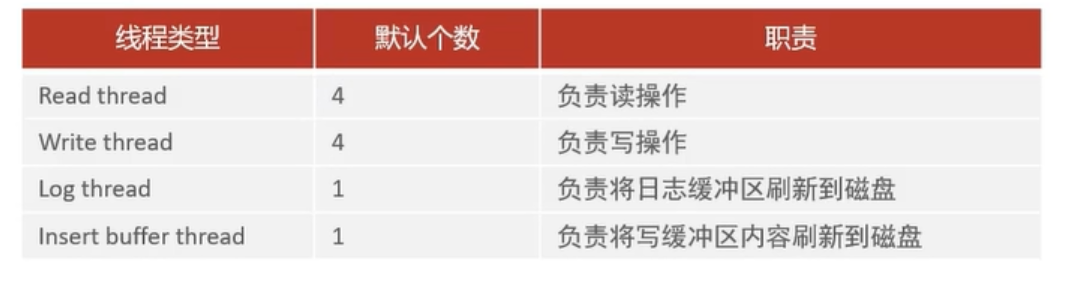 线程类型 默认个数 职责
Read thread 4 负责读操作
Write thread 4 负责写操作
Log thread 1 负责将日志缓冲区刷新到磁盘
Insert buffer thread 1 负责将写缓冲区内容刷新到磁盘